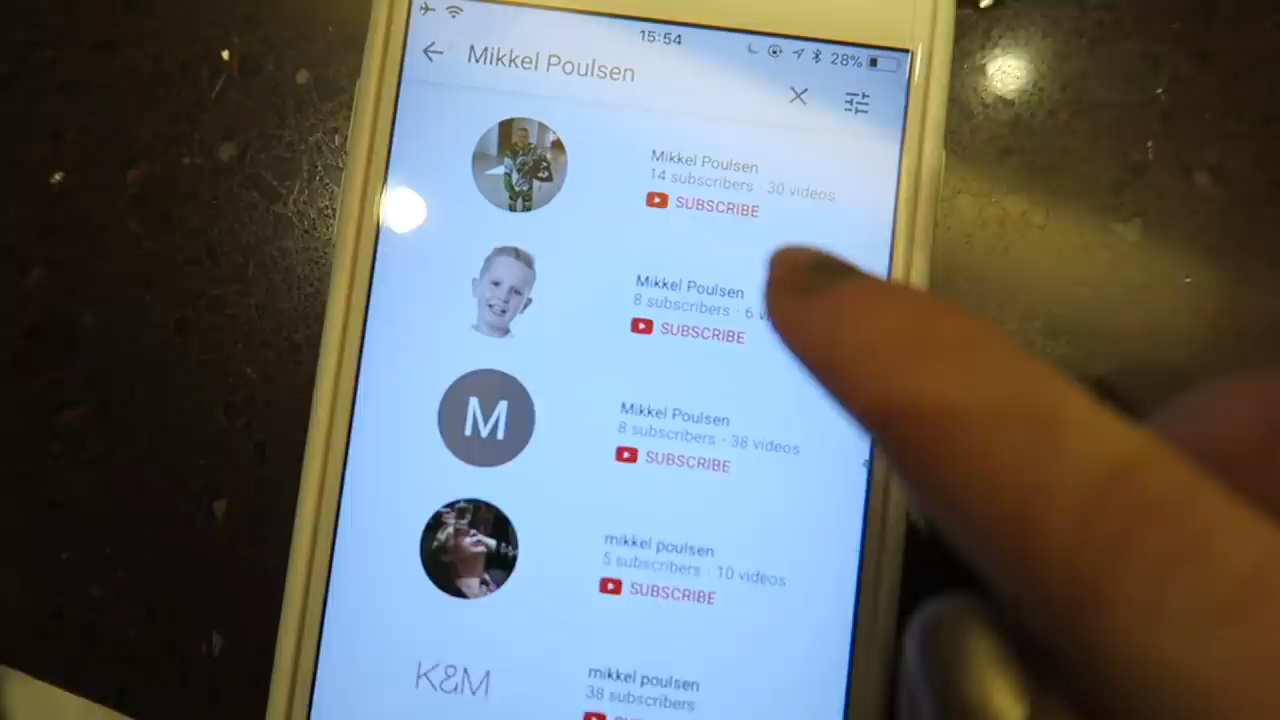 15:54
28%
Mikkel Poulsen
Mikkel Poulsen
14 subscribers · 30 videos
SUBSCRIBE
Mikkel Poulsen
8 subscribers · 6
SUBSCRIBE
M
Mikkel Poulsen
8 subscribers · 38 videos
SUBSCRIBE
mikkel poulsen
5 subscribers · 10 videos
SUBSCRIBE
K&M
mikkel poulsen
38 subscribers